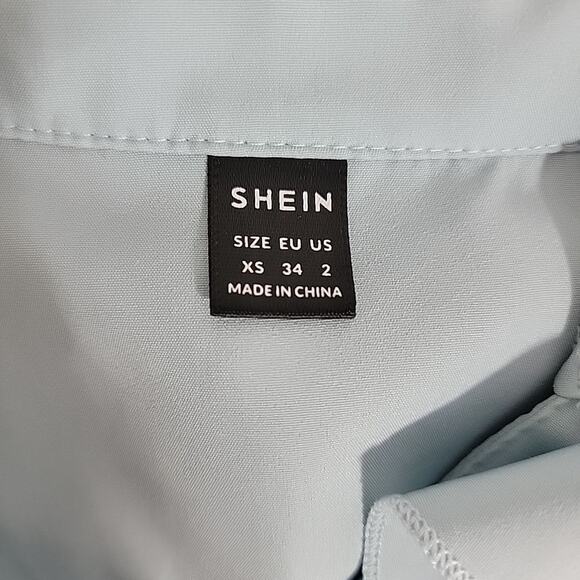 SHEIN
SIZE EU US
XS 34 2
MADE IN CHINA